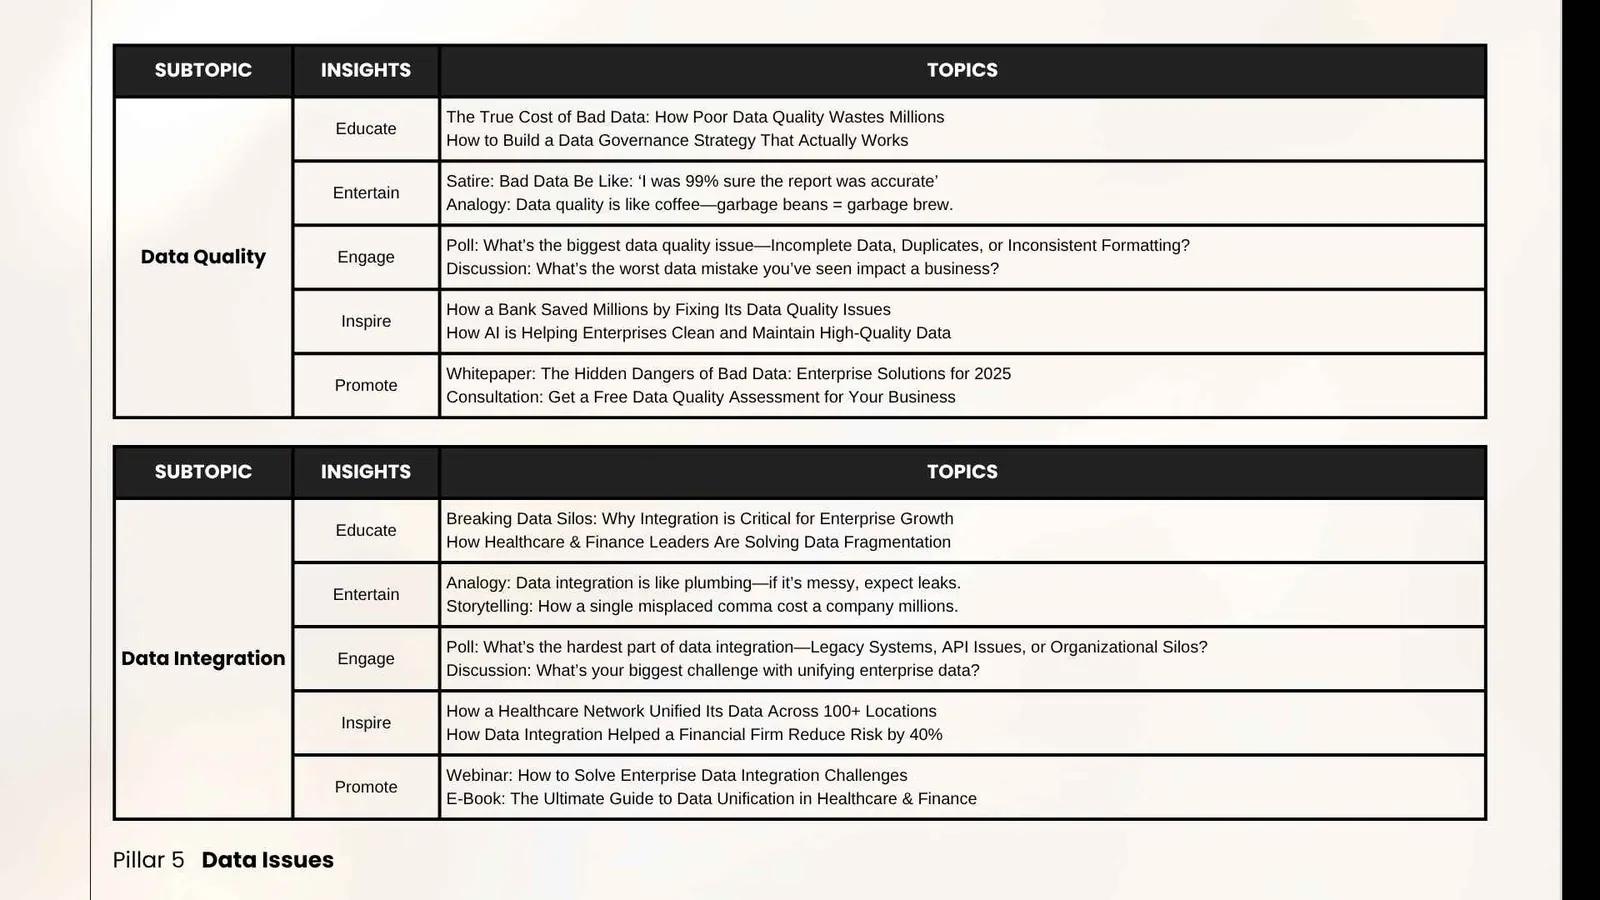 SUBTOPIC INSIGHTS TOPICS
Data Quality
Educate
The True Cost of Bad Data: How Poor Data Quality Wastes Millions
How to Build a Data Governance Strategy That Actually Works
Entertain
Satire: Bad Data Be Like: ‘I was 99% sure the report was accurate’
Analogy: Data quality is like coffee—garbage beans = garbage brew.
Engage
Poll: What’s the biggest data quality issue—Incomplete Data, Duplicates, or Inconsistent Formatting?
Discussion: What’s the worst data mistake you’ve seen impact a business?
Inspire
How a Bank Saved Millions by Fixing Its Data Quality Issues
How AI is Helping Enterprises Clean and Maintain High-Quality Data
Promote
Whitepaper: The Hidden Dangers of Bad Data: Enterprise Solutions for 2025
Consultation: Get a Free Data Quality Assessment for Your Business
SUBTOPIC INSIGHTS TOPICS
Data Integration
Educate
Breaking Data Silos: Why Integration is Critical for Enterprise Growth
How Healthcare & Finance Leaders Are Solving Data Fragmentation
Entertain
Analogy: Data integration is like plumbing—if it’s messy, expect leaks.
Storytelling: How a single misplaced comma cost a company millions.
Engage
Poll: What’s the hardest part of data integration—Legacy Systems, API Issues, or Organizational Silos?
Discussion: What’s your biggest challenge with unifying enterprise data?
Inspire
How a Healthcare Network Unified Its Data Across 100+ Locations
How Data Integration Helped a Financial Firm Reduce Risk by 40%
Promote
Webinar: How to Solve Enterprise Data Integration Challenges
E-Book: The Ultimate Guide to Data Unification in Healthcare & Finance
Pillar 5 Data Issues